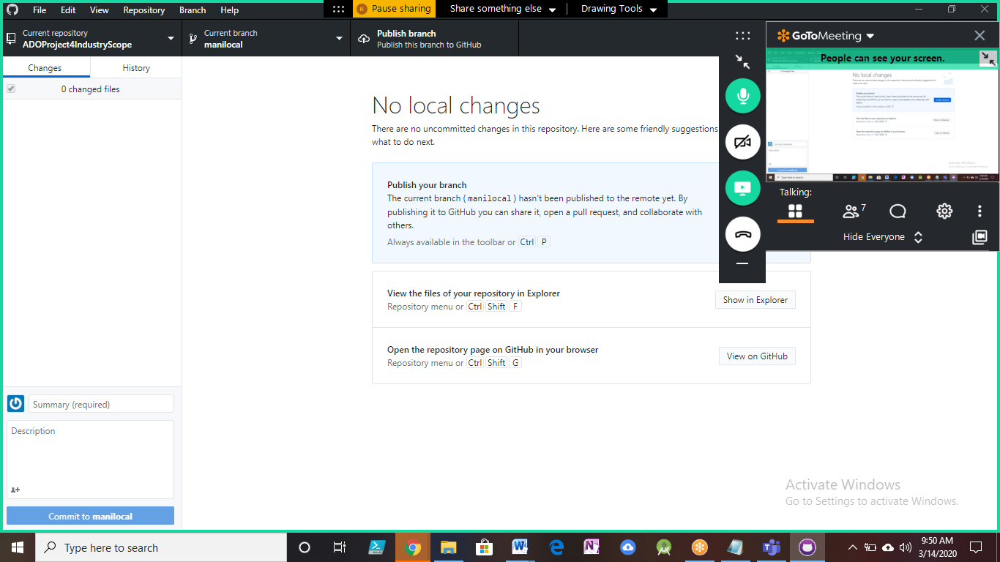 File Edit View Repository Branch Help
Pause sharing Share something else Drawing Tools
Current repository
ADOProject4IndustryScope
Current branch
manilocal
Publish branch
Publish this branch to GitHub
Changes History
0 changed files
No local changes
There are no uncommitted changes in this repository. Here are some friendly suggestions
what to do next.
Publish your branch
The current branch (manilocal) hasn't been published to the remote yet. By
publishing it to GitHub you can share it, open a pull request, and collaborate with
others.
Always available in the toolbar or Ctrl P
View the files of your repository in Explorer
Repository menu or Ctrl Shift F
Show in Explorer
Open the repository page on GitHub in your browser
Repository menu or Ctrl Shift G
View on GitHub
GoToMeeting
People can see your screen.
No local changes
Publish your branch
Talking:
7
Hide Everyone
Summary (required)
Description
Commit to manilocal
Activate Windows
Go to Settings to activate Windows.
Type here to search
9:50 AM
3/14/2020